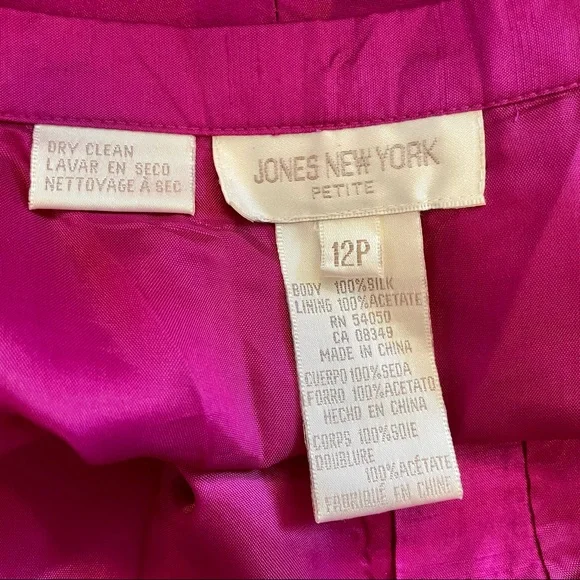 DRY CLEAN
LAVAR EN SECO
NETTOYAGE À SEC
JONES NEW YORK
PETITE
12P
BODY 100%SILK
LINING 100%ACETATE
RN 54050
CA 08349
MADE IN CHINA
CUERPO 100%SEDA
FORRO 100%ACETATO
HECHO EN CHINA
CORPS 100%SOIE
DOUBLURE
100%ACÉTATE
FABRIQUÉ EN CHINE